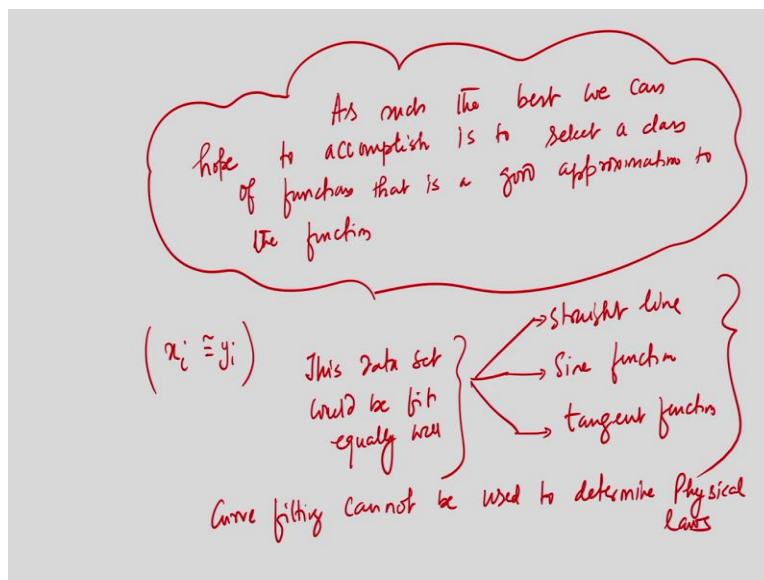 As such the best we can
hope to accomplish is to select a class
of functions that is a good approximation to
the function
(xᵢ ≅ yᵢ)
This data set
could be fit
equally well
→ Straight line
→ Sine function
→ tangent function
Curve fitting cannot be used to determine Physical
laws